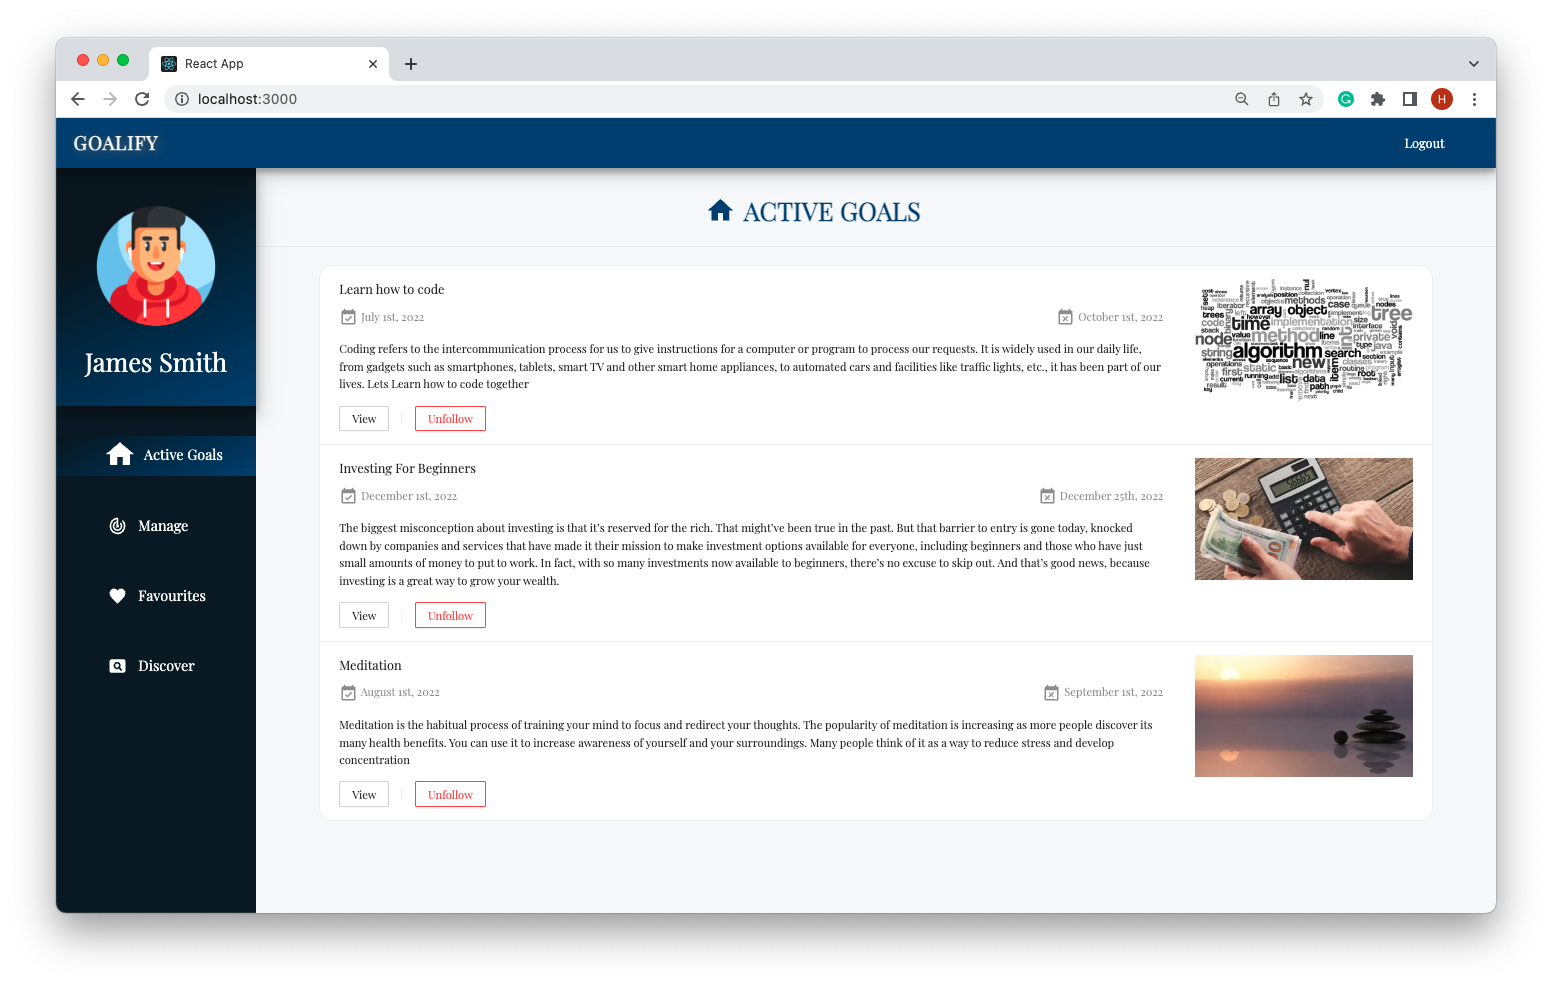 React App
localhost:3000
H
GOALIFY
Logout
James Smith
Active Goals
Manage
Favourites
Discover
ACTIVE GOALS
Learn how to code
July 1st, 2022
October 1st, 2022
Coding refers to the intercommunication process for us to give instructions for a computer or program to process our requests. It is widely used in our daily life,
from gadgets such as smartphones, tablets, smart TV and other smart home appliances, to automated cars and facilities like traffic lights, etc., it has been part of our
lives. Lets Learn how to code together
View
Unfollow
array object case
time implementation tree
node method line
string algorithm search
static new item
list data path root
Investing For Beginners
December 1st, 2022
December 25th, 2022
The biggest misconception about investing is that it's reserved for the rich. That might've been true in the past. But that barrier to entry is gone today, knocked
down by companies and services that have made it their mission to make investment options available for everyone, including beginners and those who have just
small amounts of money to put to work. In fact, with so many investments now available to beginners, there's no excuse to skip out. And that's good news, because
investing is a great way to grow your wealth.
View
Unfollow
Meditation
August 1st, 2022
September 1st, 2022
Meditation is the habitual process of training your mind to focus and redirect your thoughts. The popularity of meditation is increasing as more people discover its
many health benefits. You can use it to increase awareness of yourself and your surroundings. Many people think of it as a way to reduce stress and develop
concentration
View
Unfollow